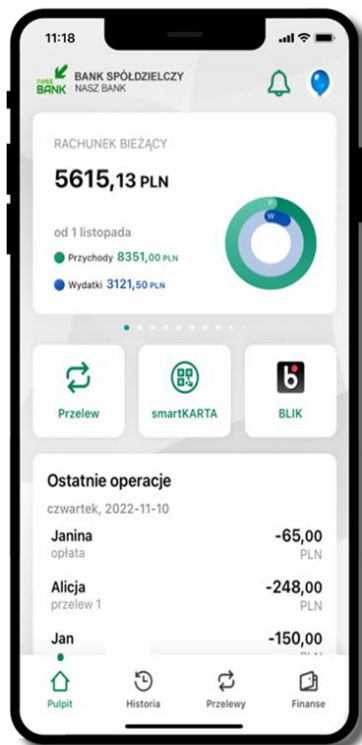 11:18
nasz BANK
BANK SPÓŁDZIELCZY
NASZ BANK
RACHUNEK BIEŻĄCY
5615,13 PLN
od 1 listopada
Przychody 8351,00 PLN
Wydatki 3121,50 PLN
P
W
Przelew
smartKARTA
BLIK
Ostatnie operacje
czwartek, 2022-11-10
Janina -65,00
opłata PLN
Alicja -248,00
przelew 1 PLN
Jan -150,00
Pulpit Historia Przelewy Finanse